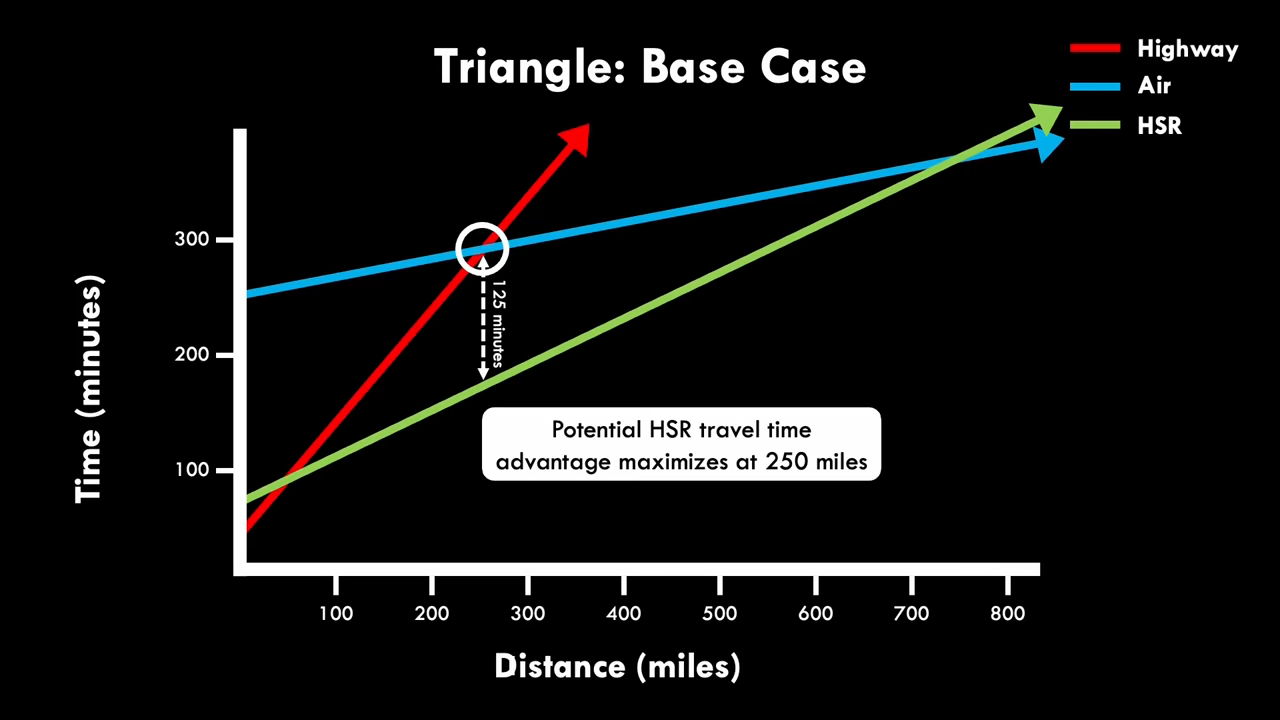 Triangle: Base Case
Highway
Air
HSR
Time (minutes)
300
200
100
125 minutes
Potential HSR travel time
advantage maximizes at 250 miles
100 200 300 400 500 600 700 800
Distance (miles)